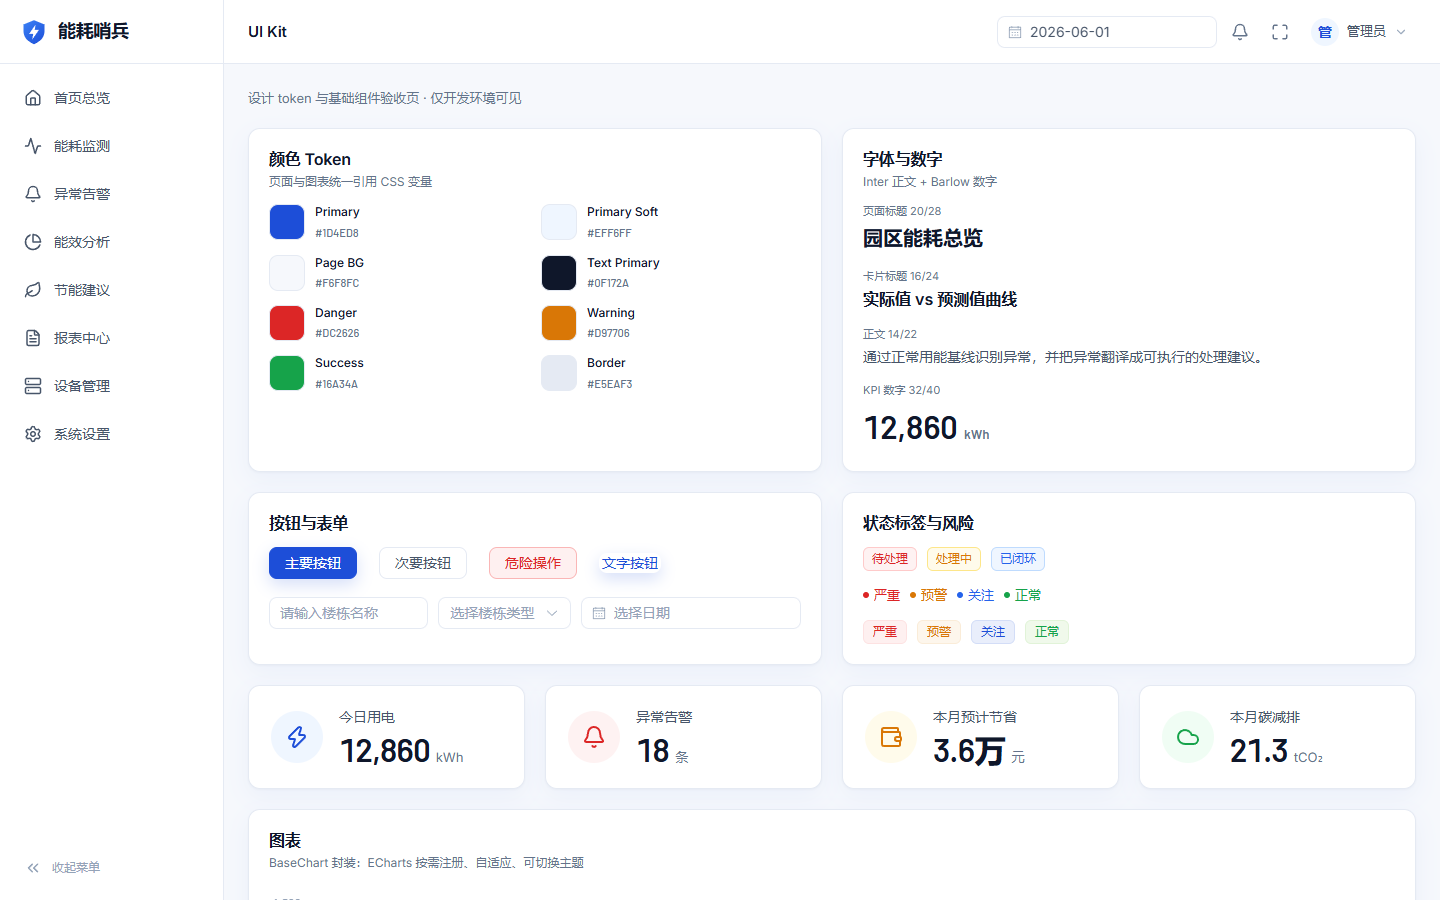 能耗哨兵
UI Kit
2026-06-01
管
管理员
首页总览
能耗监测
异常告警
能效分析
节能建议
报表中心
设备管理
系统设置
收起菜单
设计 token 与基础组件验收页 · 仅开发环境可见
颜色 Token
页面与图表统一引用 CSS 变量
Primary
#1D4ED8
Primary Soft
#EFF6FF
Page BG
#F6F8FC
Text Primary
#0F172A
Danger
#DC2626
Warning
#D97706
Success
#16A34A
Border
#E5EAF3
字体与数字
Inter 正文 + Barlow 数字
页面标题 20/28
园区能耗总览
卡片标题 16/24
实际值 vs 预测值曲线
正文 14/22
通过正常用能基线识别异常，并把异常翻译成可执行的处理建议。
KPI 数字 32/40
12,860 kWh
按钮与表单
主要按钮 次要按钮 危险操作 文字按钮
请输入楼栋名称 选择楼栋类型 选择日期
状态标签与风险
待处理 处理中 已闭环
严重 预警 关注 正常
严重 预警 关注 正常
今日用电
12,860 kWh
异常告警
18 条
本月预计节省
3.6万 元
本月碳减排
21.3 tCO₂
图表
BaseChart 封装：ECharts 按需注册、自适应、可切换主题